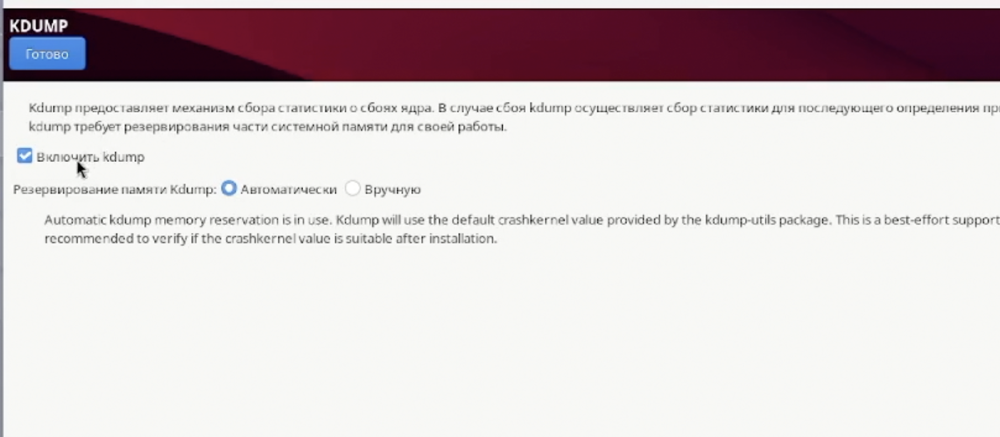 KDUMP
Готово
Kdump предоставляет механизм сбора статистики о сбоях ядра. В случае сбоя kdump осуществляет сбор статистики для последующего определения
kdump требует резервирования части системной памяти для своей работы.
Включить kdump
Резервирование памяти Kdump: Автоматически Вручную
Automatic kdump memory reservation is in use. Kdump will use the default crashkernel value provided by the kdump-utils package. This is a best-effort support
recommended to verify if the crashkernel value is suitable after installation.